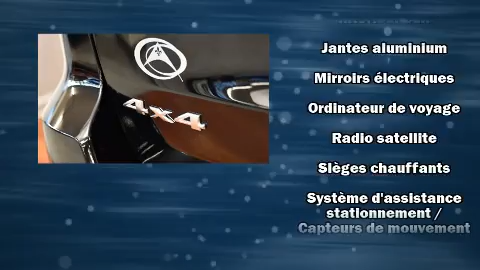 Jantes aluminium
Mirroirs électriques
Ordinateur de voyage
Radio satellite
Sièges chauffants
Système d'assistance
stationnement /
Capteurs de mouvement
4x4